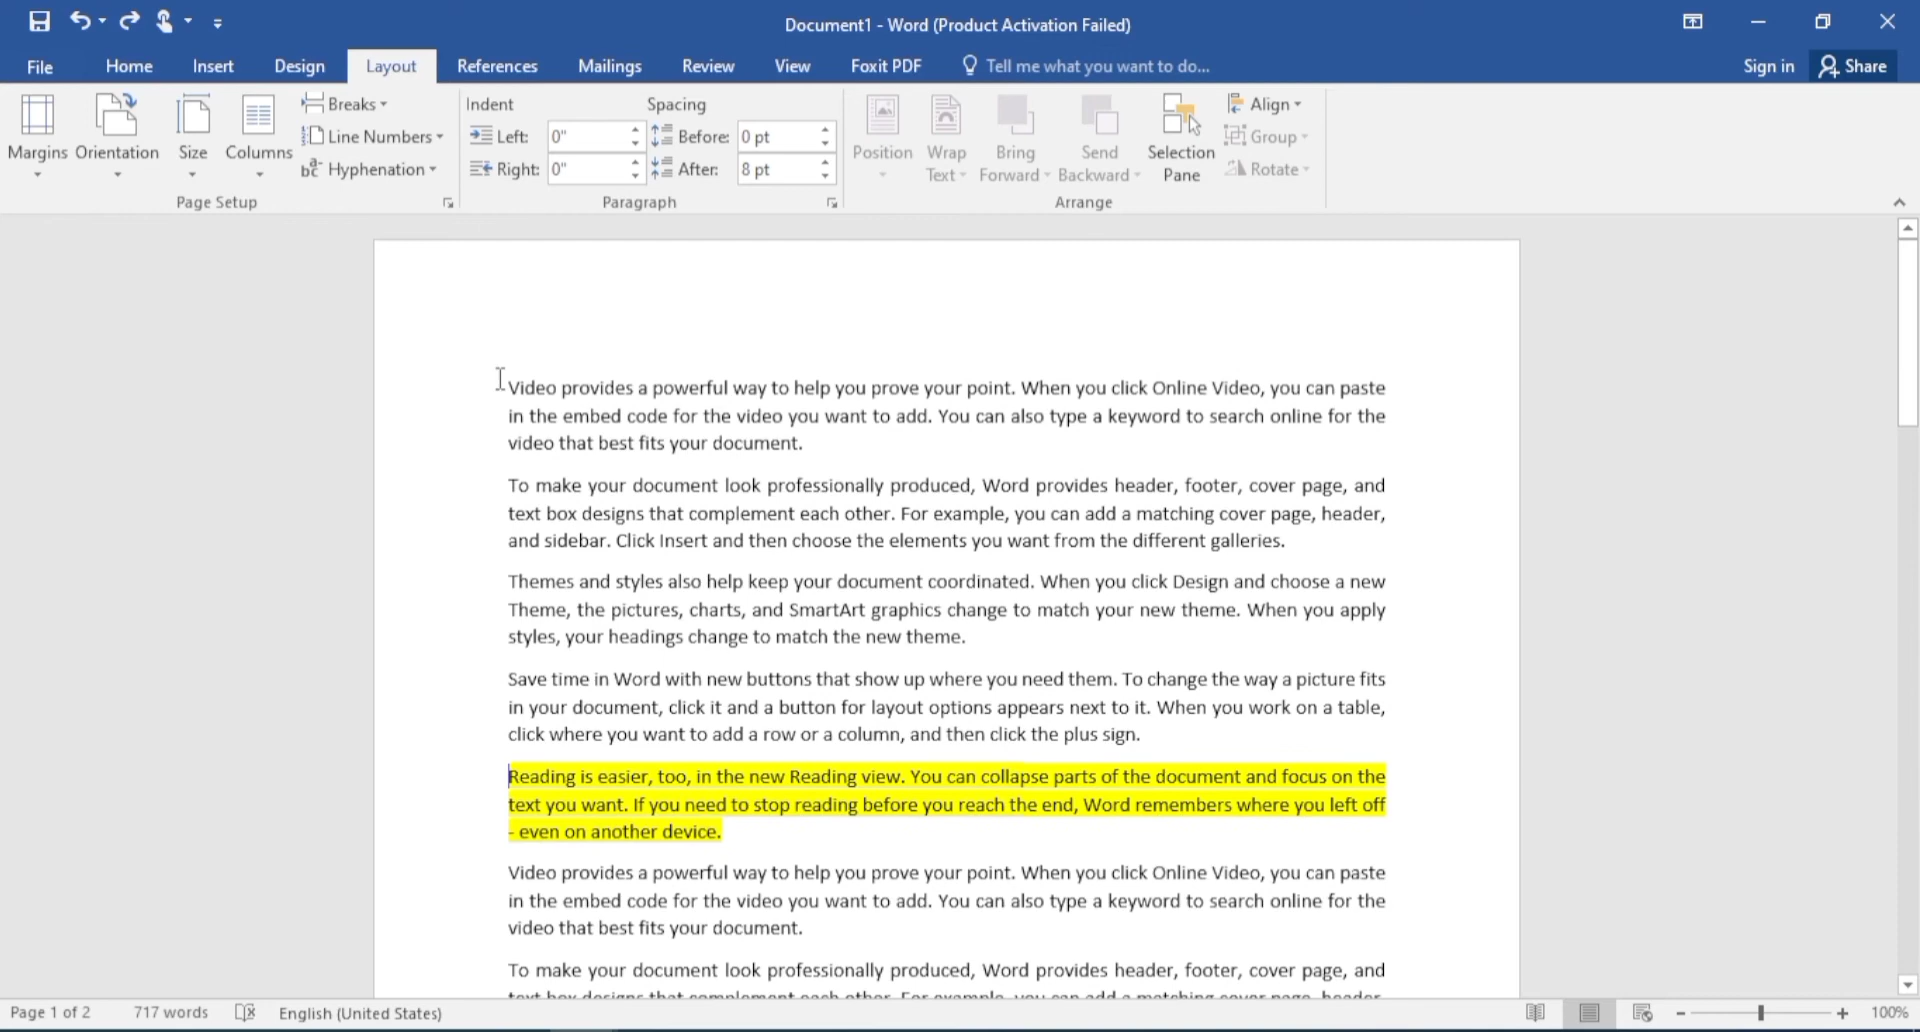 Document1 - Word (Product Activation Failed)
File Home Insert Design Layout References Mailings Review View Foxit PDF Tell me what you want to do... Sign in Share
Margins Orientation Size Columns
Breaks
Line Numbers
Hyphenation
Page Setup
Indent Spacing
Left: 0" Before: 0 pt
Right: 0" After: 8 pt
Paragraph
Position Wrap Text Bring Forward Send Backward Selection Pane
Align
Group
Rotate
Arrange
Video provides a powerful way to help you prove your point. When you click Online Video, you can paste
in the embed code for the video you want to add. You can also type a keyword to search online for the
video that best fits your document.
To make your document look professionally produced, Word provides header, footer, cover page, and
text box designs that complement each other. For example, you can add a matching cover page, header,
and sidebar. Click Insert and then choose the elements you want from the different galleries.
Themes and styles also help keep your document coordinated. When you click Design and choose a new
Theme, the pictures, charts, and SmartArt graphics change to match your new theme. When you apply
styles, your headings change to match the new theme.
Save time in Word with new buttons that show up where you need them. To change the way a picture fits
in your document, click it and a button for layout options appears next to it. When you work on a table,
click where you want to add a row or a column, and then click the plus sign.
Reading is easier, too, in the new Reading view. You can collapse parts of the document and focus on the
text you want. If you need to stop reading before you reach the end, Word remembers where you left off
- even on another device.
Video provides a powerful way to help you prove your point. When you click Online Video, you can paste
in the embed code for the video you want to add. You can also type a keyword to search online for the
video that best fits your document.
To make your document look professionally produced, Word provides header, footer, cover page, and
text box designs that complement each other. For example, you can add a matching cover page, header,
Page 1 of 2 717 words English (United States) 100%